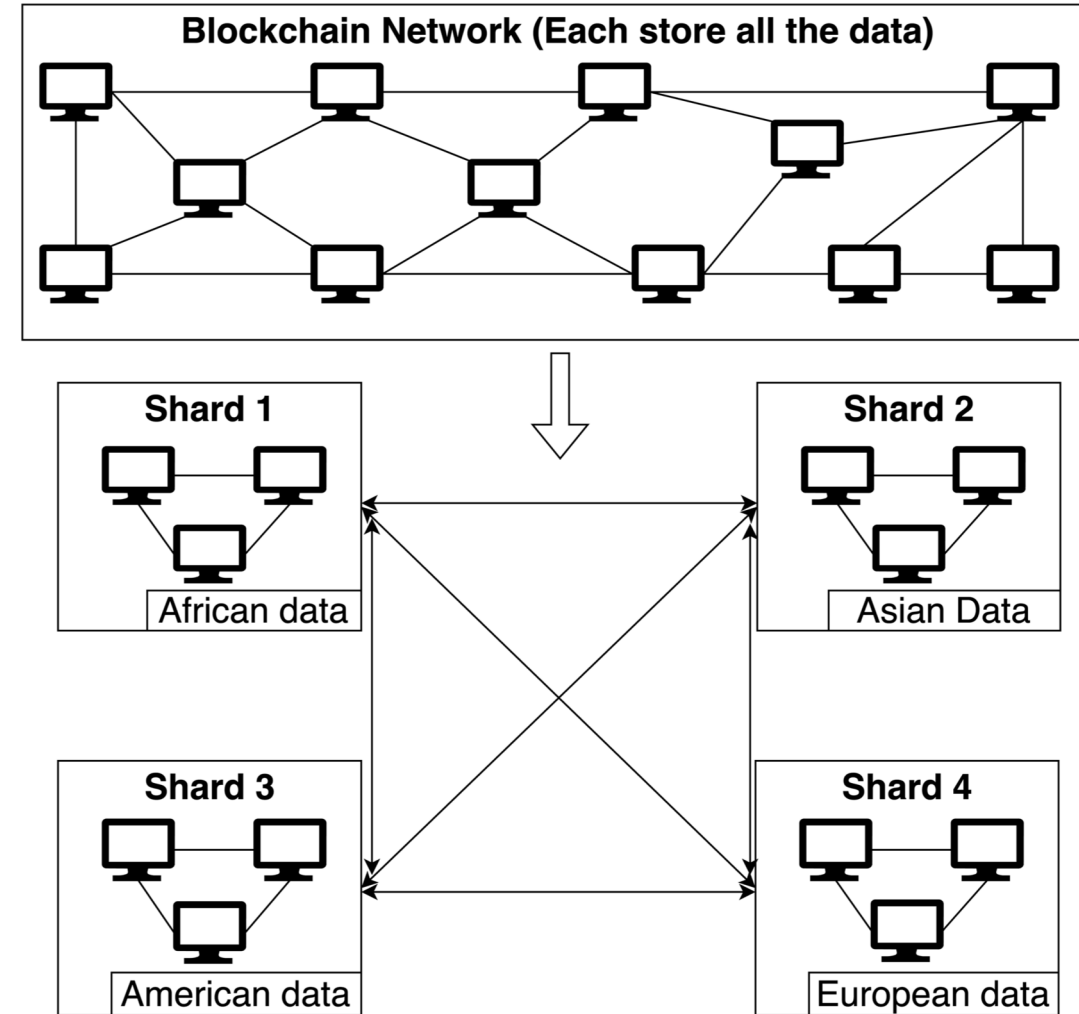 Blockchain Network (Each store all the data)
Shard 1
African data
Shard 2
Asian Data
Shard 3
American data
Shard 4
European data